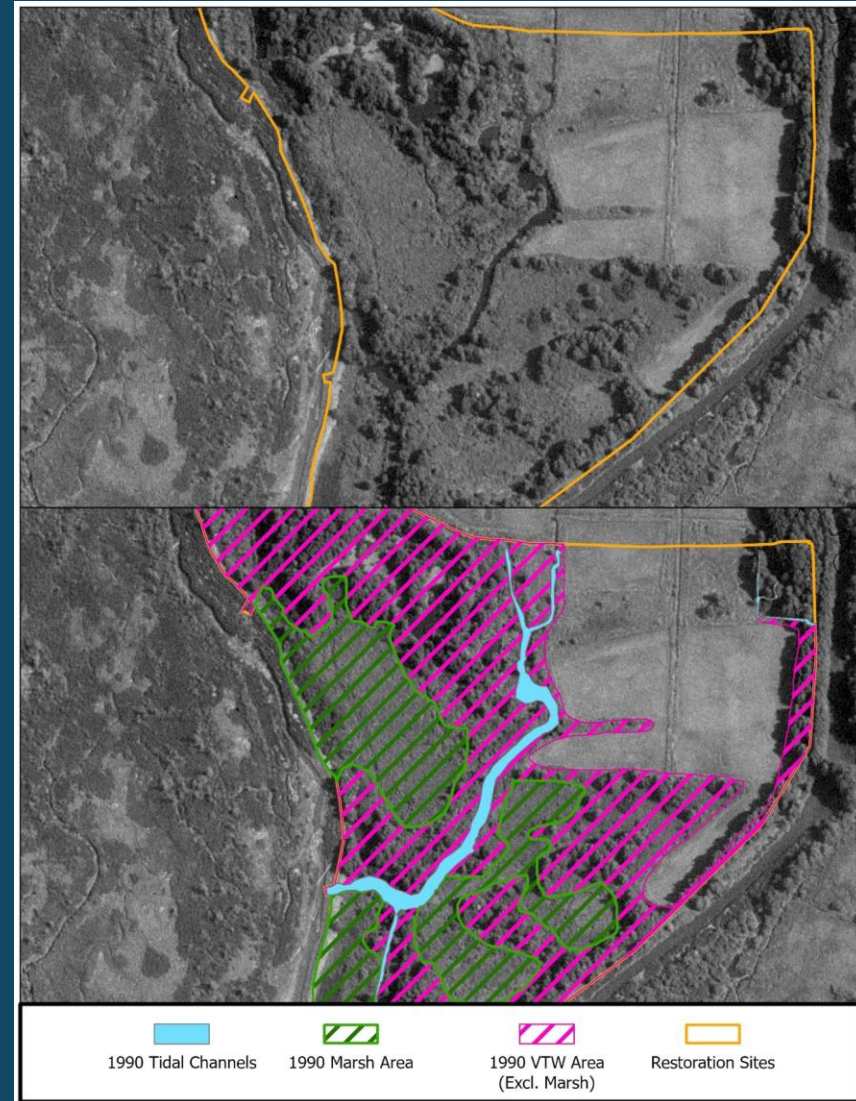 1990 Tidal Channels
1990 Marsh Area
1990 VTW Area
(Excl. Marsh)
Restoration Sites